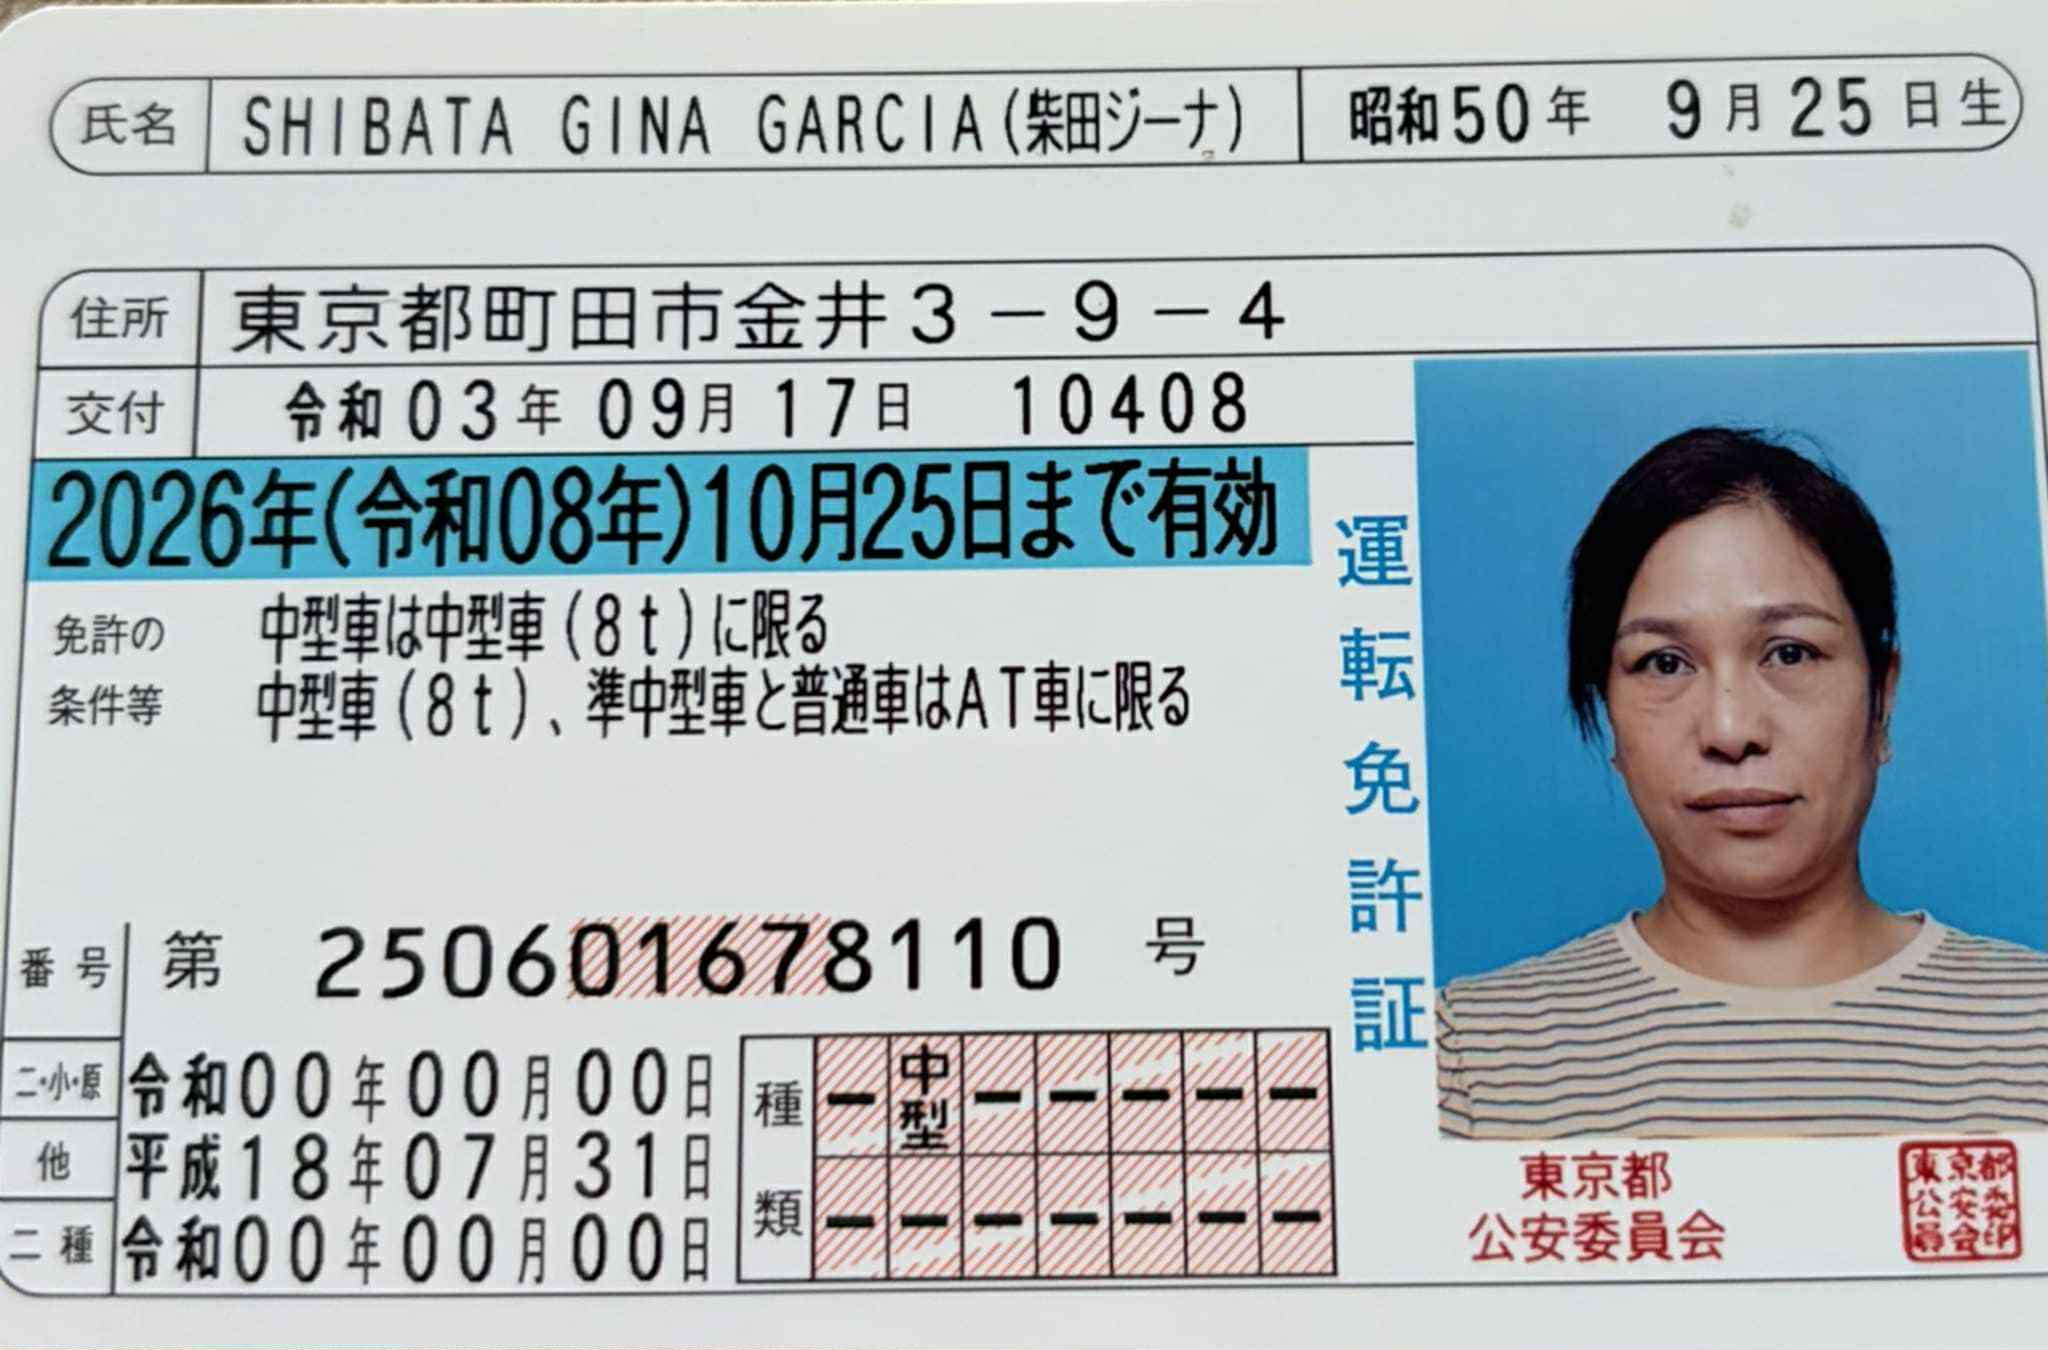 氏名 SHIBATA GINA GARCIA(柴田ジーナ) 昭和50年 9月25日生
住所 東京都町田市金井3-9-4
交付 令和03年09月17日 10408
2026年(令和08年)10月25日まで有効
免許の 中型車は中型車(8t)に限る
条件等 中型車(8t)、準中型車と普通車はAT車に限る
運転免許証
番号 第 250601678110 号
二・小・原 令和00年00月00日
他 平成18年07月31日
二種 令和00年00月00日
種類 ー 中型 ー ー ー ー ー
ー ー ー ー ー ー ー
東京都
公安委員会
東京都
公安委
員会印